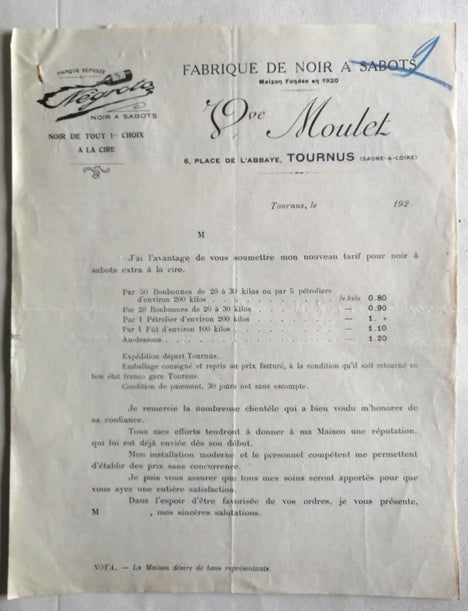 MARQUE DÉPOSÉE
Négrota
NOIR A SABOTS
NOIR DE TOUT 1er CHOIX
A LA CIRE
FABRIQUE DE NOIR A SABOTS
Maison Fondée en 1920
Vve Moulet
6, PLACE DE L'ABBAYE, TOURNUS (SAONE-&-LOIRE)
Tournus, le 192
M
J'ai l'avantage de vous soumettre mon nouveau tarif pour noir à
sabots extra à la cire.
Par 50 Bonbonnes de 20 à 30 kilos ou par 5 pétroliers
d'environ 200 kilos . . . . . . . . . . le kilo 0.80
Par 20 Bonbonnes de 20 à 30 kilos . . . . . . — 0.90
Par 1 Pétrolier d'environ 200 kilos . . . . . . — 1. »
Par 1 Fût d'environ 100 kilos . . . . . . . — 1.10
Au-dessous . . . . . . . . . . . . — 1.20
Expédition départ Tournus.
Emballage consigné et repris au prix facturé, à la condition qu'il soit retourné en
bon état franco gare Tournus.
Condition de paiement, 30 jours net sans escompte.
Je remercie la nombreuse clientèle qui a bien voulu m'honorer de
sa confiance.
Tous mes efforts tendront à donner à ma Maison une réputation,
qui lui est déjà enviée dès son début.
Mon installation moderne et le personnel compétent me permettent
d'établir des prix sans concurrence.
Je puis vous assurer que tous mes soins seront apportés pour que
vous ayez une entière satisfaction.
Dans l'espoir d'être favorisée de vos ordres, je vous présente,
M , mes sincères salutations.
NOTA. — La Maison désire de bons représentants.